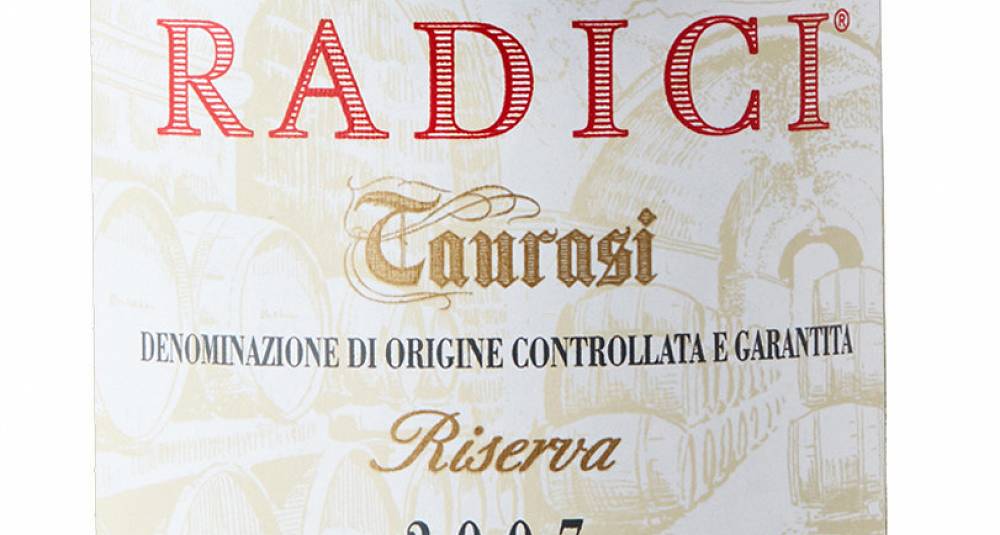 RADICI®
Taurasi
DENOMINAZIONE DI ORIGINE CONTROLLATA E GARANTITA
Riserva